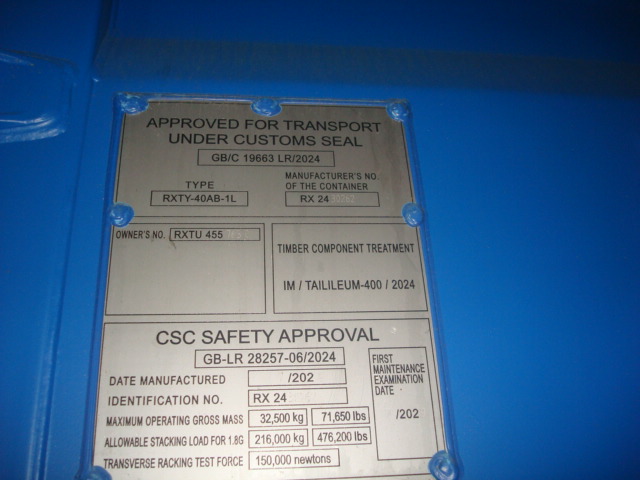 APPROVED FOR TRANSPORT
UNDER CUSTOMS SEAL
GB/C 19663 LR/2024
TYPE
RXTY-40AB-1L
MANUFACTURER'S NO.
OF THE CONTAINER
RX 24
OWNER'S NO. RXTU 455
TIMBER COMPONENT TREATMENT
IM / TAILILEUM-400 / 2024
CSC SAFETY APPROVAL
GB-LR 28257-06/2024
DATE MANUFACTURED /202
IDENTIFICATION NO. RX 24
MAXIMUM OPERATING GROSS MASS 32,500 kg 71,650 lbs
ALLOWABLE STACKING LOAD FOR 1.8G 216,000 kg 476,200 lbs
TRANSVERSE RACKING TEST FORCE 150,000 newtons
FIRST
MAINTENANCE
EXAMINATION
DATE
/202